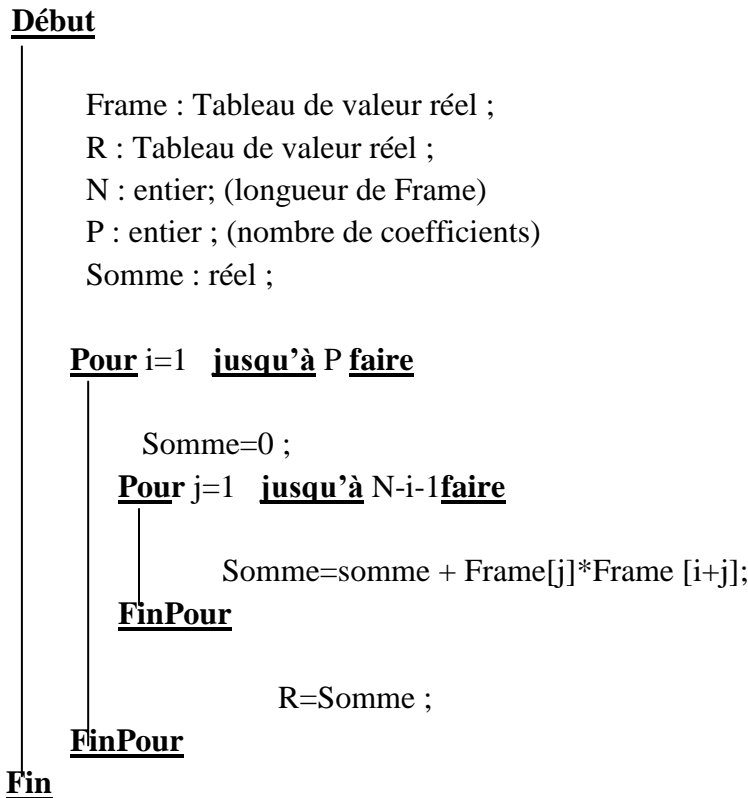 Début
Frame : Tableau de valeur réel ;
R : Tableau de valeur réel ;
N : entier; (longueur de Frame)
P : entier ; (nombre de coefficients)
Somme : réel ;
Pour i=1 jusqu’à P faire
Somme=0 ;
Pour j=1 jusqu’à N-i-1faire
Somme=somme + Frame[j]*Frame [i+j];
FinPour
R=Somme ;
FinPour
Fin